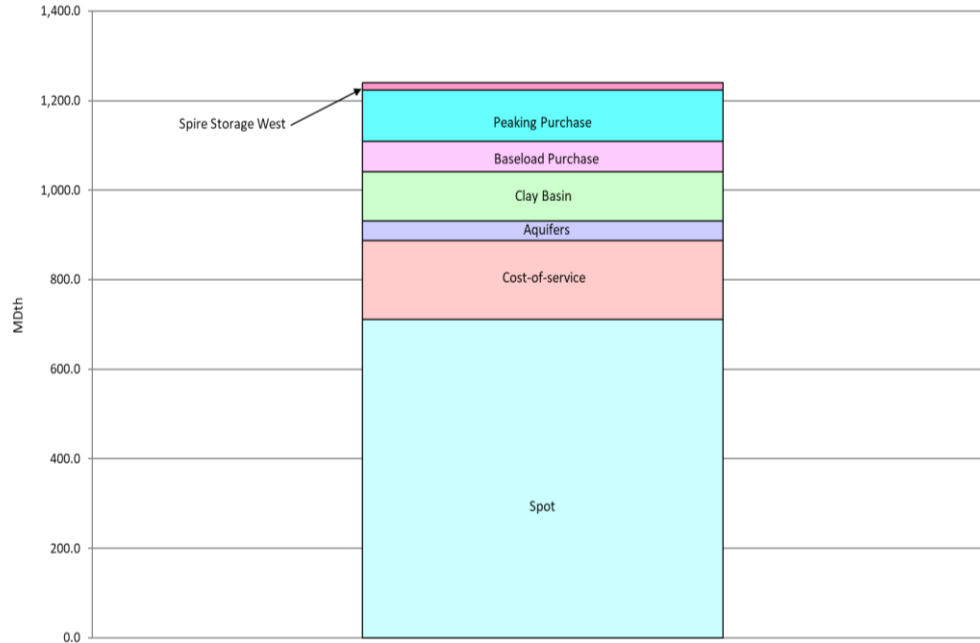 1,400.0
1,200.0
Spire Storage West
Peaking Purchase
Baseload Purchase
1,000.0
Clay Basin
Aquifers
800.0
Cost-of-service
MDth
600.0
400.0
Spot
200.0
0.0